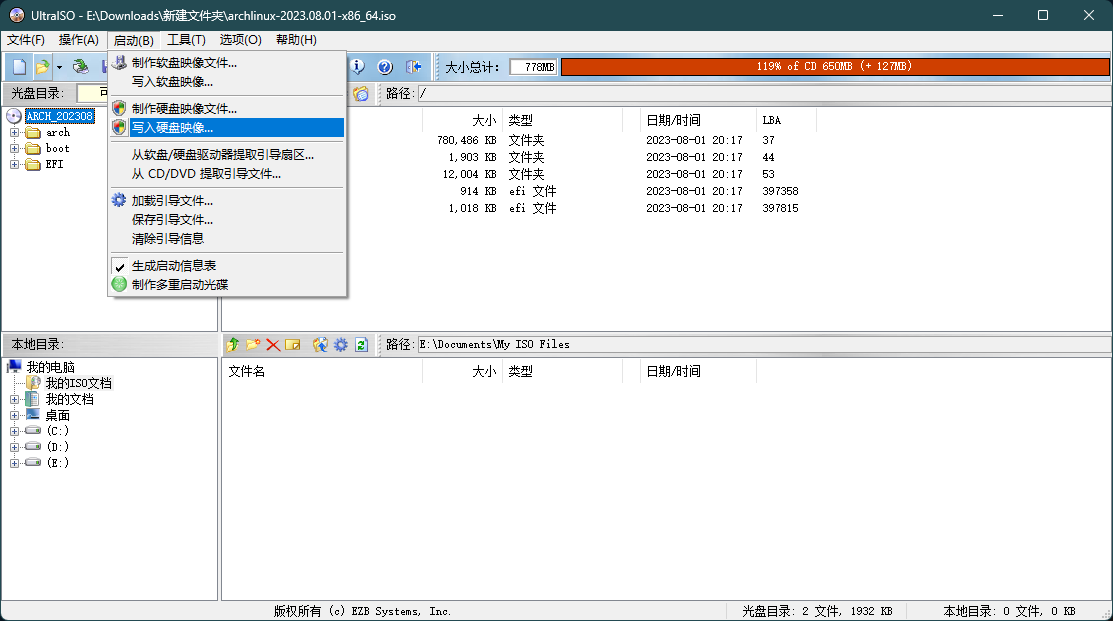 UltraISO - E:\Downloads\新建文件夹\archlinux-2023.08.01-x86_64.iso
文件(F) 操作(A) 启动(B) 工具(T) 选项(O) 帮助(H)
制作软盘映像文件...
写入软盘映像...
制作硬盘映像文件...
写入硬盘映像...
从软盘/硬盘驱动器提取引导扇区...
从 CD/DVD 提取引导文件...
加载引导文件...
保存引导文件...
清除引导信息
生成启动信息表
制作多重启动光碟
大小总计: 778MB 119% of CD 650MB (+ 127MB)
光盘目录: 可
路径: /
ARCH_202308
arch
boot
EFI
大小 类型 日期/时间 LBA
780,486 KB 文件夹 2023-08-01 20:17 37
1,903 KB 文件夹 2023-08-01 20:17 44
12,004 KB 文件夹 2023-08-01 20:17 53
914 KB efi 文件 2023-08-01 20:17 397358
1,018 KB efi 文件 2023-08-01 20:17 397815
本地目录:
路径: E:\Documents\My ISO Files
我的电脑
我的ISO文档
我的文档
桌面
(C:)
(D:)
(E:)
文件名 大小 类型 日期/时间
版权所有 (c) EZB Systems, Inc. 光盘目录: 2 文件, 1932 KB 本地目录: 0 文件, 0 KB